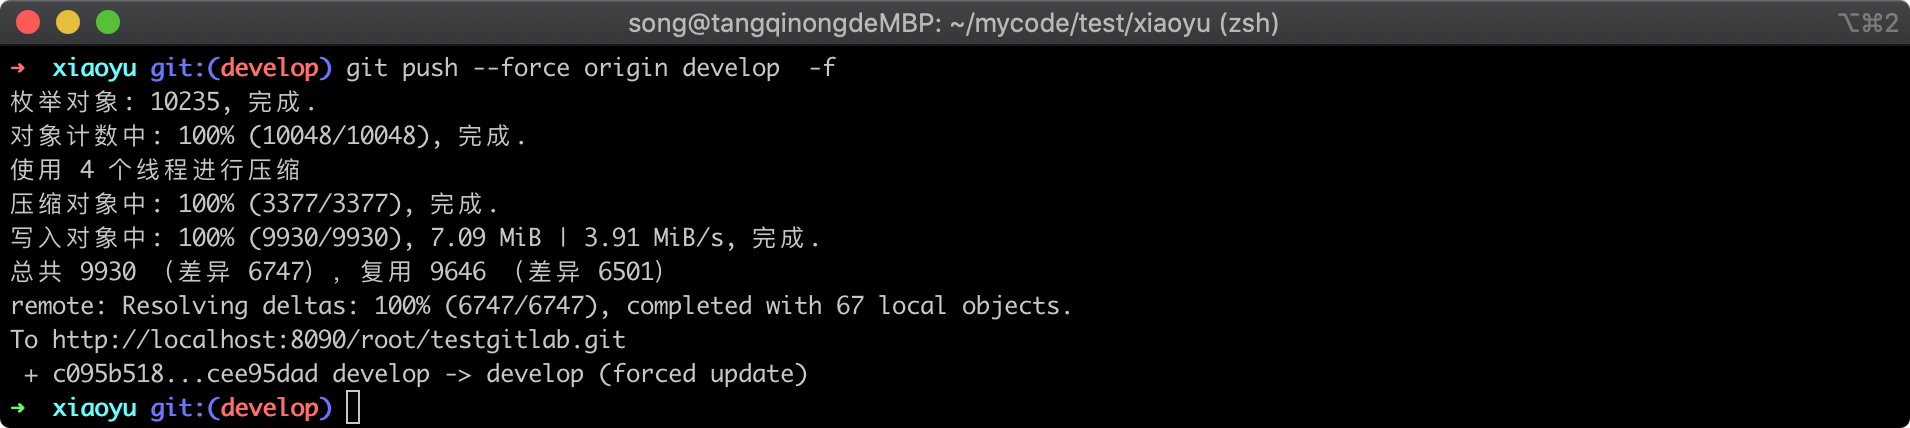 song@tangqinongdeMBP: ~/mycode/test/xiaoyu (zsh) ⌥⌘2
➜  xiaoyu git:(develop) git push --force origin develop  -f
枚举对象: 10235, 完成.
对象计数中: 100% (10048/10048), 完成.
使用 4 个线程进行压缩
压缩对象中: 100% (3377/3377), 完成.
写入对象中: 100% (9930/9930), 7.09 MiB | 3.91 MiB/s, 完成.
总共 9930 （差异 6747），复用 9646 （差异 6501）
remote: Resolving deltas: 100% (6747/6747), completed with 67 local objects.
To http://localhost:8090/root/testgitlab.git
 + c095b518...cee95dad develop -> develop (forced update)
➜  xiaoyu git:(develop)